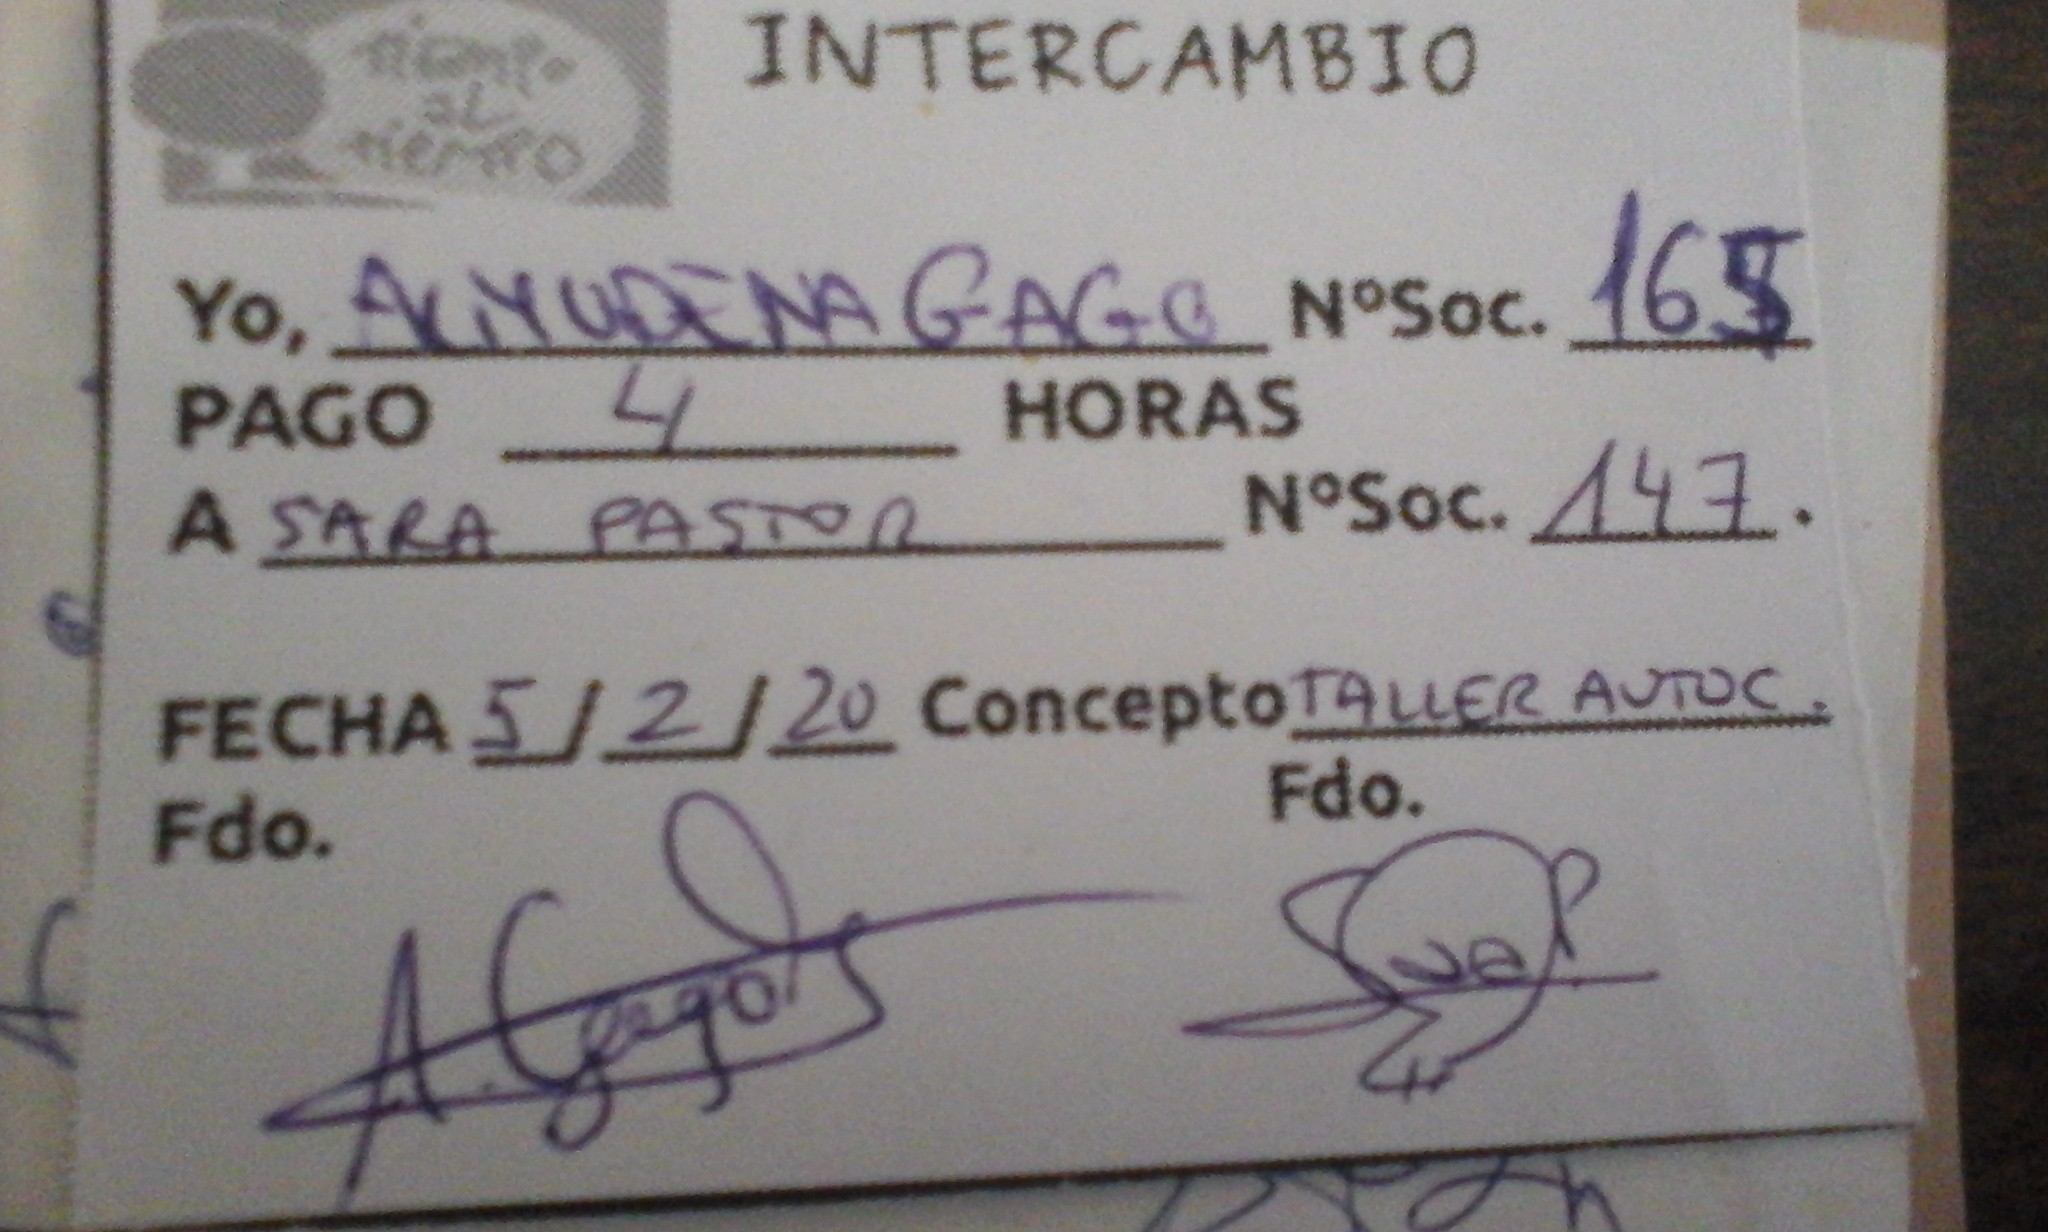 tiempo
al
tiempo
INTERCAMBIO
Yo, ALMUDENA GAGO NºSoc.
PAGO 4 HORAS
A SARA PASTOR NºSoc. 147.
FECHA 5/2/20 Concepto TALLER AUTOC.
Fdo. Fdo.
A. Gago